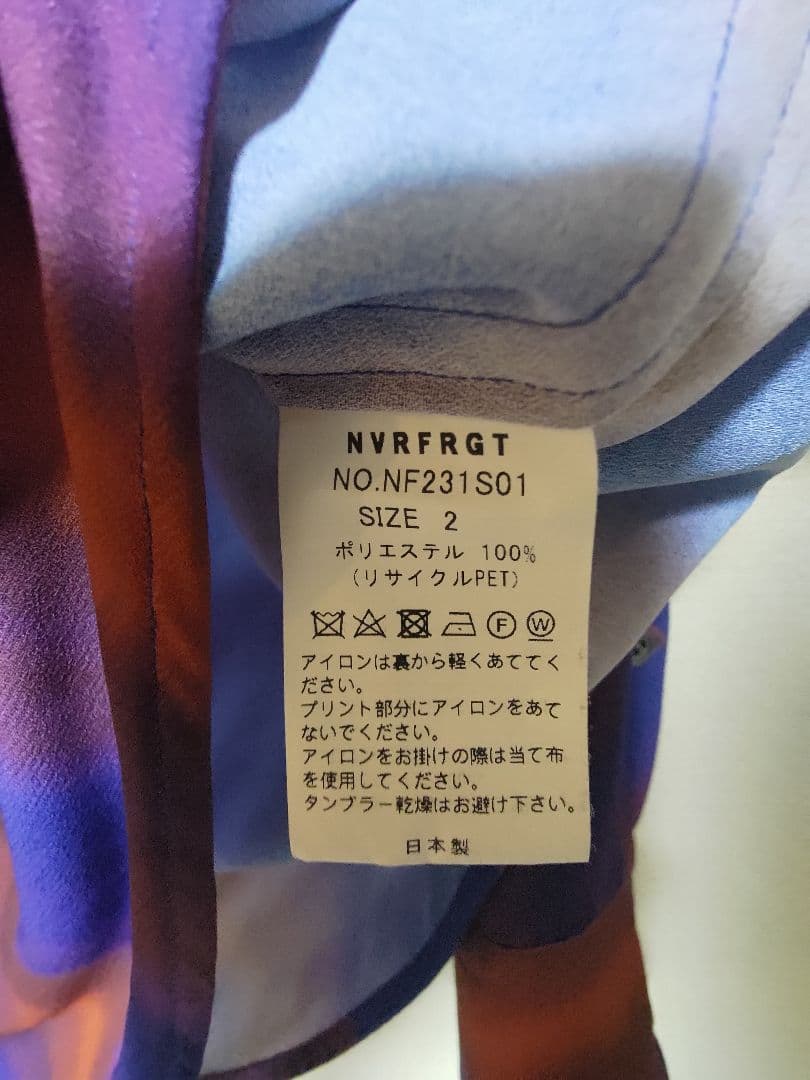 NVRFRGT
NO.NF231S01
SIZE 2
ポリエステル 100%
(リサイクルPET)
F W
アイロンは裏から軽くあててく
ださい。
プリント部分にアイロンをあて
ないでください。
アイロンをお掛けの際は当て布
を使用してください。
タンブラー乾燥はお避け下さい。
日本製